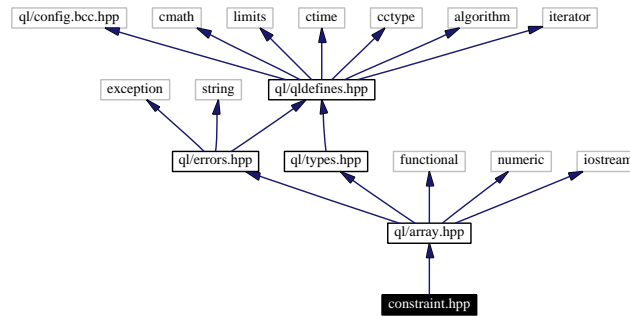 ql/config.bcc.hpp
cmath
limits
ctime
cctype
algorithm
iterator
exception
string
ql/qldefines.hpp
ql/errors.hpp
ql/types.hpp
functional
numeric
iostream
ql/array.hpp
constraint.hpp